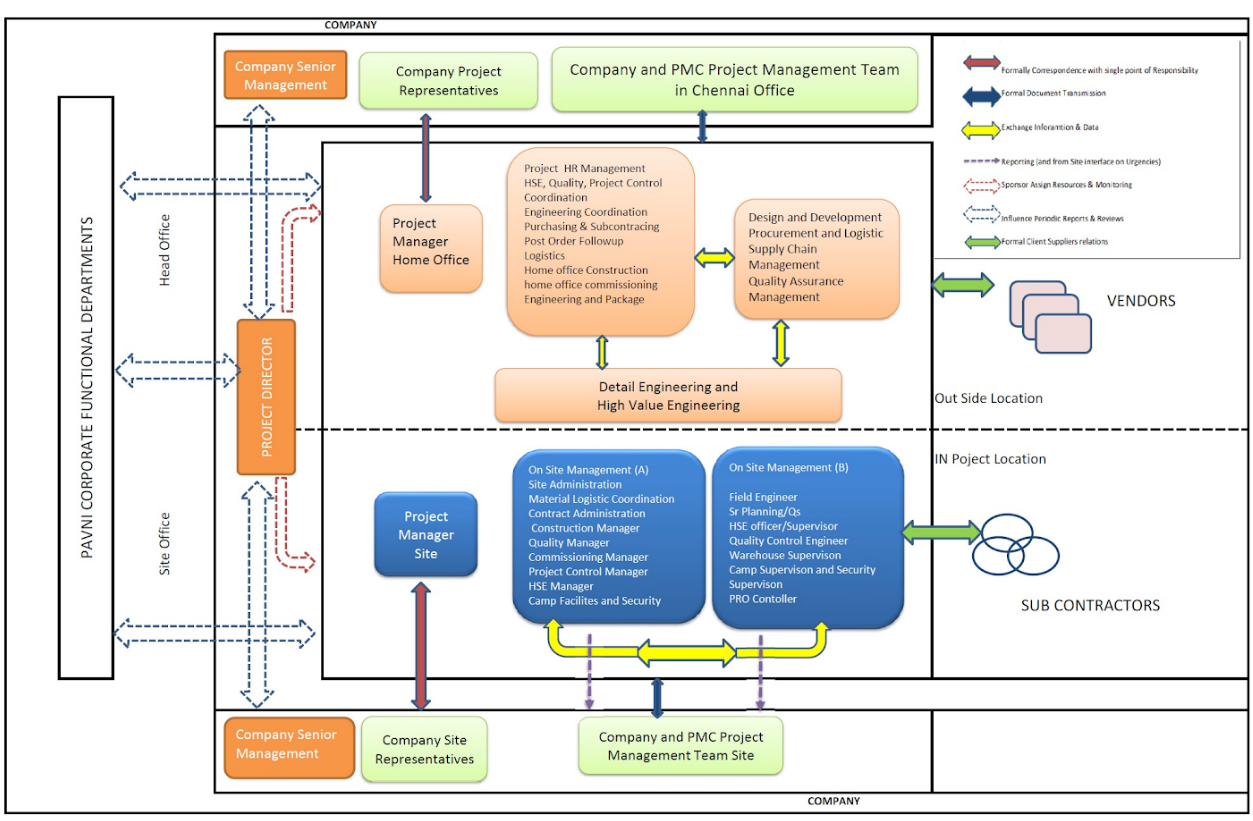 COMPANY
Company Senior
Management
Company Project
Representatives
Company and PMC Project Management Team
in Chennai Office
Formally Correspondence with single point of Responsibility
Formal Document Transmission
Exchange Inforamtion & Data
Reporting (and from Site interface on Urgencies)
Sponsor Assign Resources & Monitoring
Influence Periodic Reports & Reviews
Formal Client Suppliers relations
PAVNI CORPORATE FUNCTIONAL DEPARTMENTS
Head Office
Project
Manager
Home Office
Project HR Management
HSE, Quality, Project Control
Coordination
Engineering Coordination
Purchasing & Subcontracing
Post Order Followup
Logistics
Home office Construction
home office commissioning
Engineering and Package
Design and Development
Procurement and Logistic
Supply Chain
Management
Quality Assurance
Management
VENDORS
PROJECT DIRECTOR
Detail Engineering and
High Value Engineering
Out Side Location
IN Poject Location
Site Office
Project
Manager
Site
On Site Management (A)
Site Administration
Material Logistic Coordination
Contract Administration
Construction Manager
Quality Manager
Commissioning Manager
Project Control Manager
HSE Manager
Camp Facilites and Security
On Site Management (B)
Field Engineer
Sr Planning/Qs
HSE officer/Supervisor
Quality Control Engineer
Warehouse Supervison
Camp Supervison and Security
Supervison
PRO Contoller
SUB CONTRACTORS
Company Senior
Management
Company Site
Representatives
Company and PMC Project
Management Team Site
COMPANY